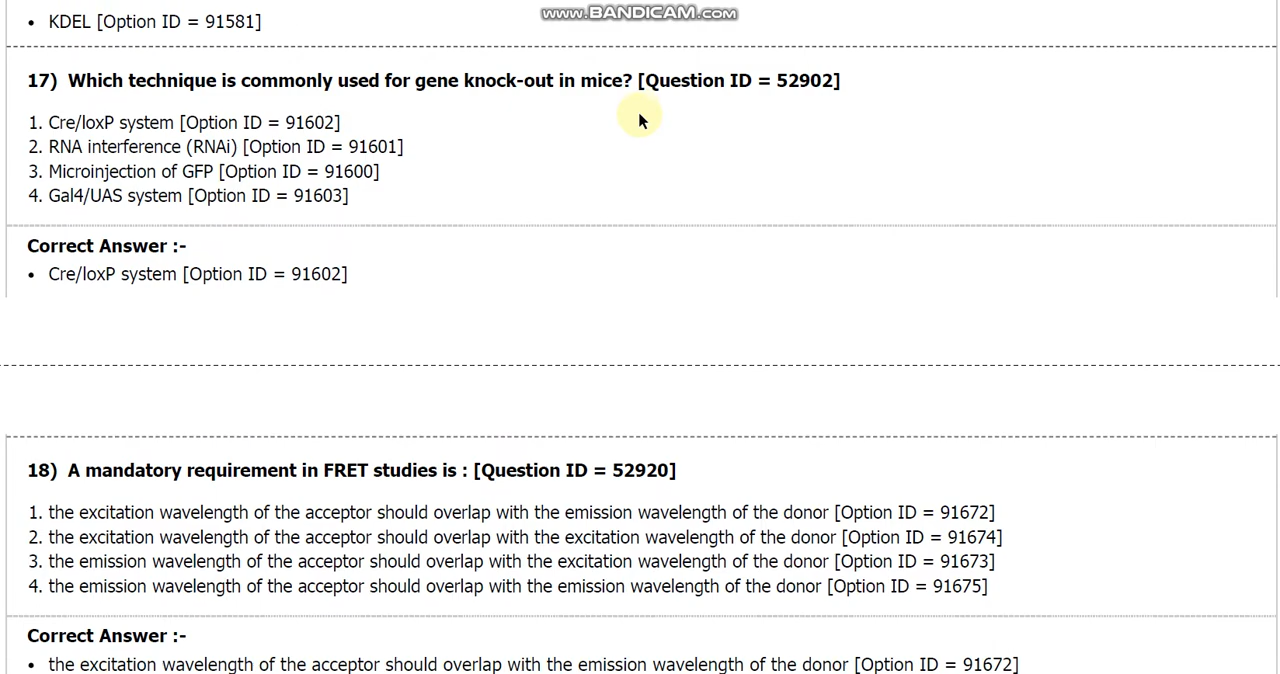 www.BANDICAM.com
• KDEL [Option ID = 91581]
17) Which technique is commonly used for gene knock-out in mice? [Question ID = 52902]
1. Cre/loxP system [Option ID = 91602]
2. RNA interference (RNAi) [Option ID = 91601]
3. Microinjection of GFP [Option ID = 91600]
4. Gal4/UAS system [Option ID = 91603]
Correct Answer :-
• Cre/loxP system [Option ID = 91602]
18) A mandatory requirement in FRET studies is : [Question ID = 52920]
1. the excitation wavelength of the acceptor should overlap with the emission wavelength of the donor [Option ID = 91672]
2. the excitation wavelength of the acceptor should overlap with the excitation wavelength of the donor [Option ID = 91674]
3. the emission wavelength of the acceptor should overlap with the excitation wavelength of the donor [Option ID = 91673]
4. the emission wavelength of the acceptor should overlap with the emission wavelength of the donor [Option ID = 91675]
Correct Answer :-
• the excitation wavelength of the acceptor should overlap with the emission wavelength of the donor [Option ID = 91672]